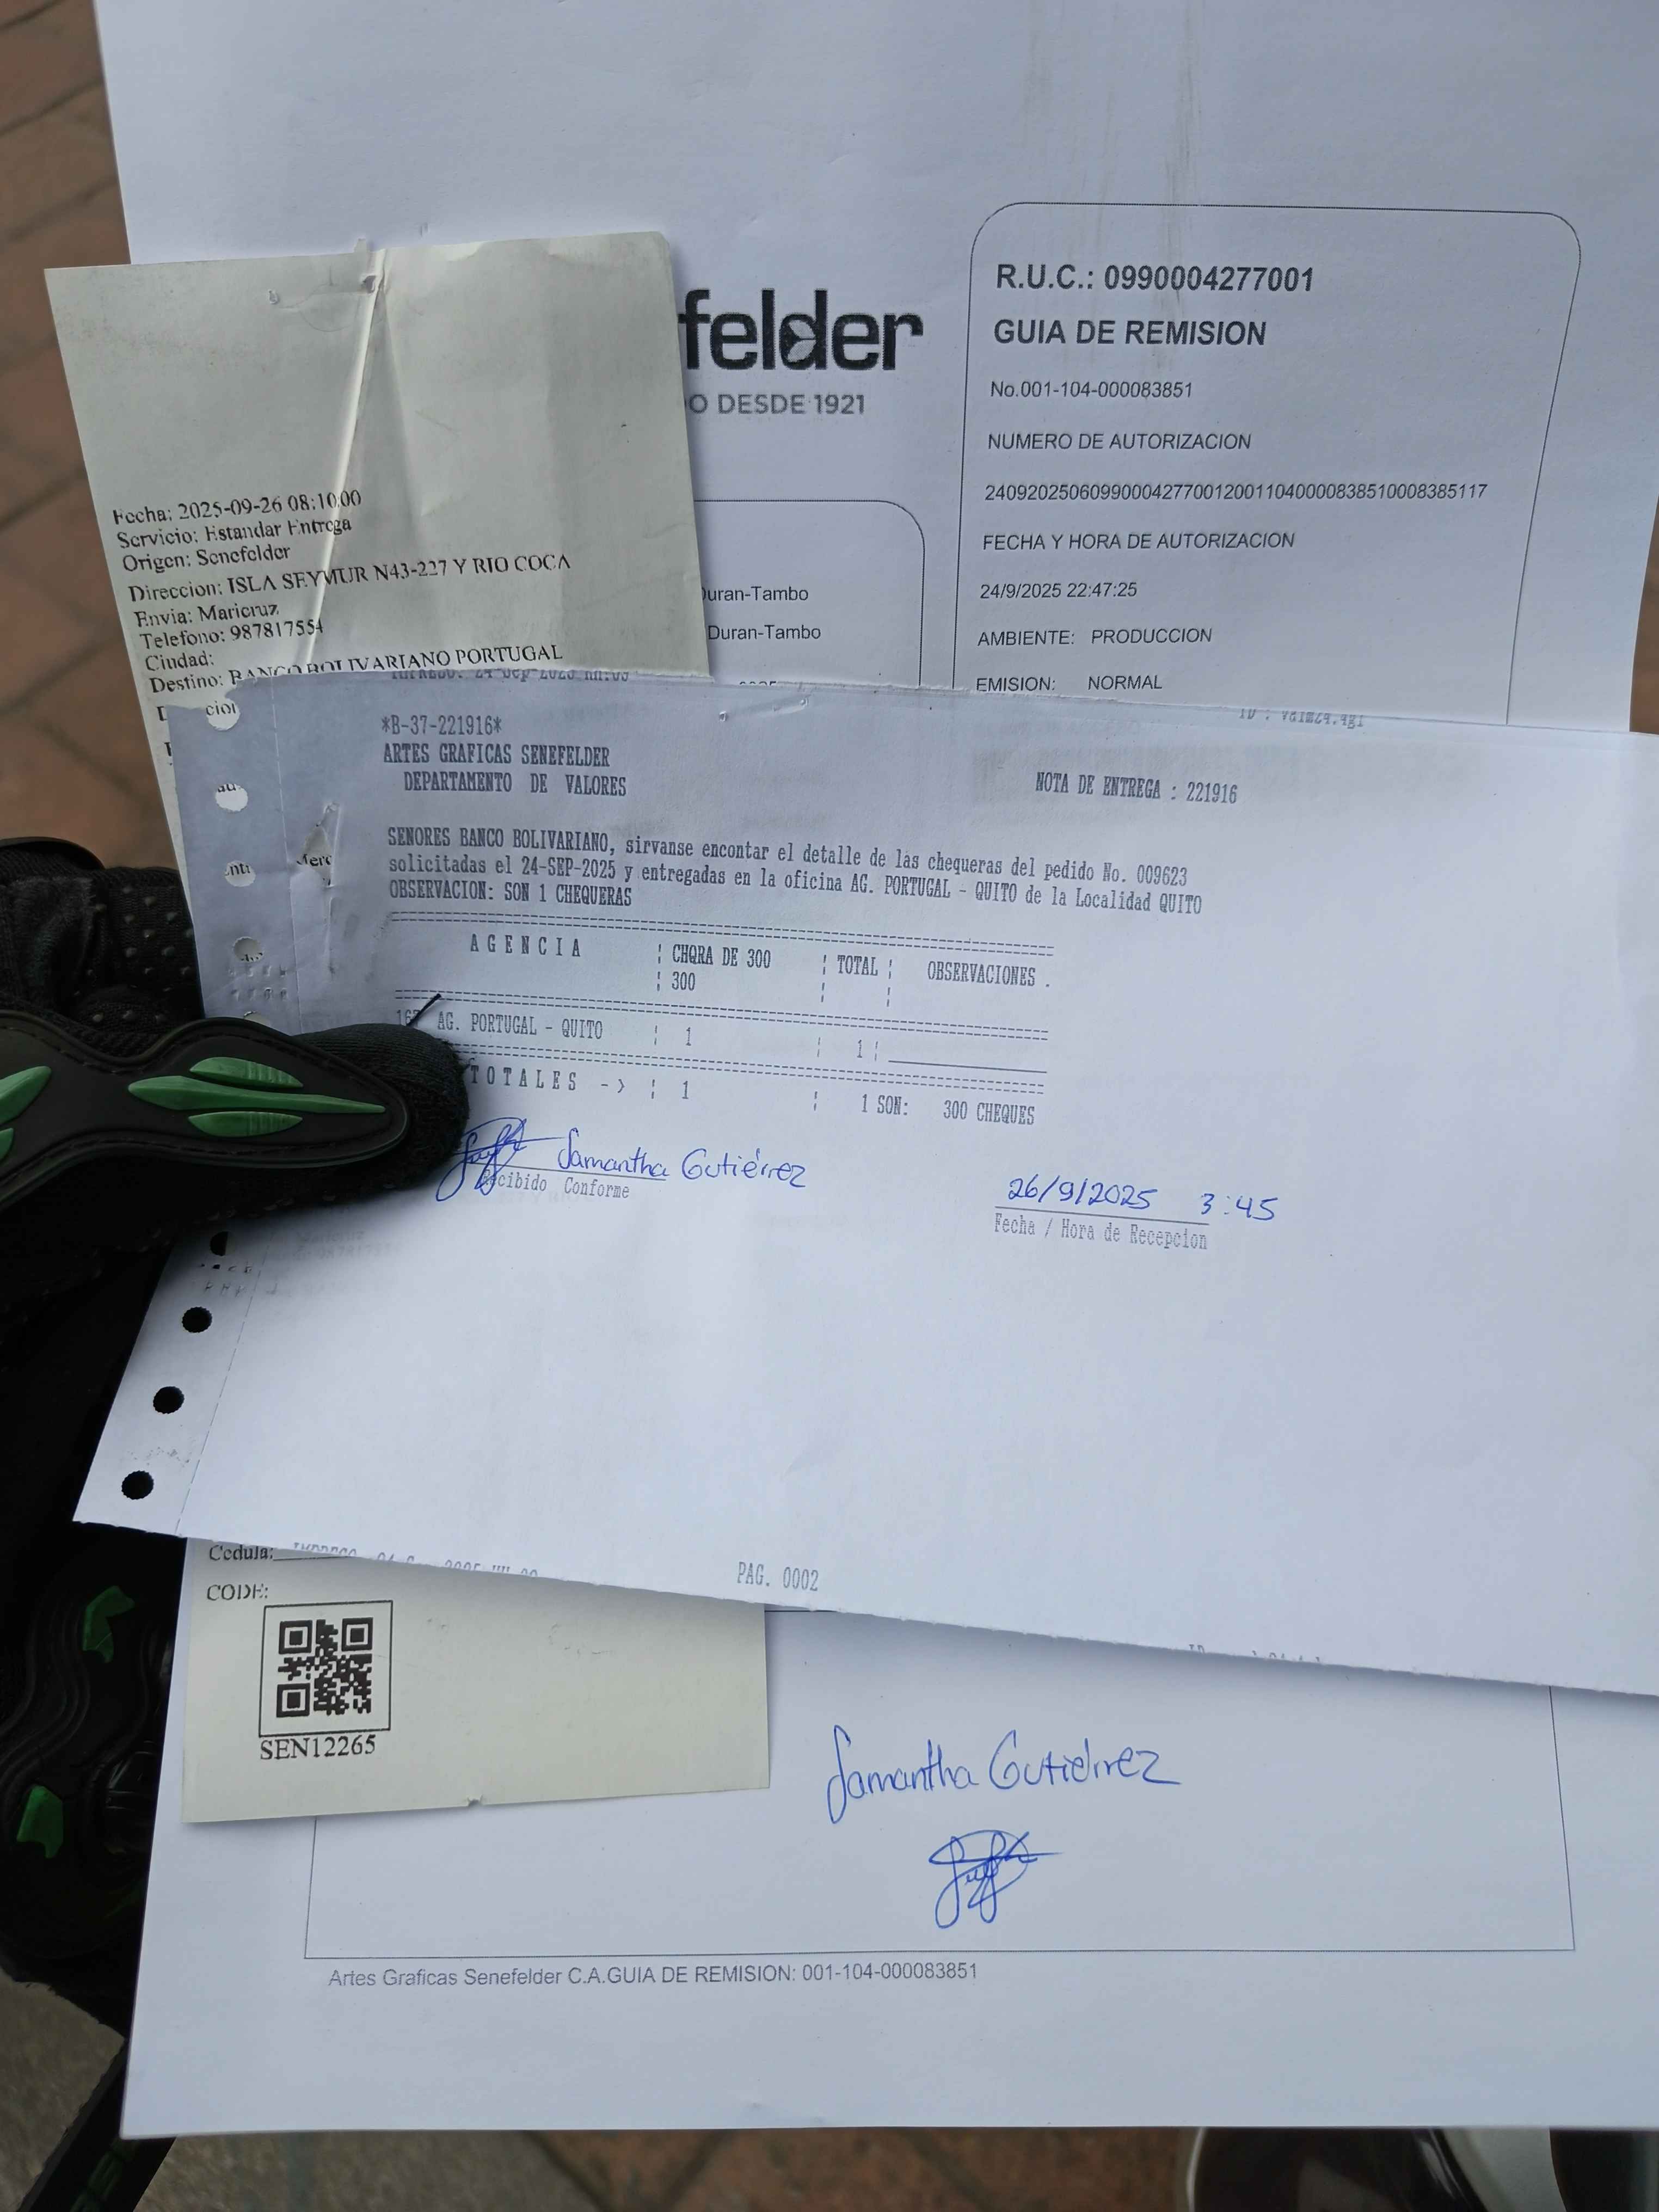 felder
O DESDE 1921
R.U.C.: 0990004277001
GUIA DE REMISION
No.001-104-000083851
NUMERO DE AUTORIZACION
2409202506099000427700120011040000838510008385117
FECHA Y HORA DE AUTORIZACION
24/9/2025 22:47:25
AMBIENTE: PRODUCCION
EMISION: NORMAL
Duran-Tambo
Duran-Tambo
Fecha: 2025-09-26 08:10:00
Servicio: Estandar Entrega
Origen: Senefelder
Direccion: ISLA SEYMUR N43-227 Y RIO COCA
Envia: Maricruz
Telefono: 987817554
Ciudad:
Destino: BANCO BOLIVARIANO PORTUGAL
*B-37-221916*
ARTES GRAFICAS SENEFELDER
DEPARTAMENTO DE VALORES
NOTA DE ENTREGA : 221916
SENORES BANCO BOLIVARIANO, sirvanse encontar el detalle de las chequeras del pedido No. 009623
solicitadas el 24-SEP-2025 y entregadas en la oficina AG. PORTUGAL - QUITO de la Localidad QUITO
OBSERVACION: SON 1 CHEQUERAS
A G E N C I A ¦ CHQRA DE 300 ¦ TOTAL ¦ OBSERVACIONES .
¦ 300 ¦ ¦
AG. PORTUGAL - QUITO ¦ 1 ¦ 1 ¦
T O T A L E S -> ¦ 1 ¦ 1 SON: 300 CHEQUES
Samantha Gutiérrez
Recibido Conforme
26/9/2025 3:45
Fecha / Hora de Recepcion
PAG. 0002
Cedula:
CODE:
SEN12265
Samantha Gutiérrez
Artes Graficas Senefelder C.A.GUIA DE REMISION: 001-104-000083851